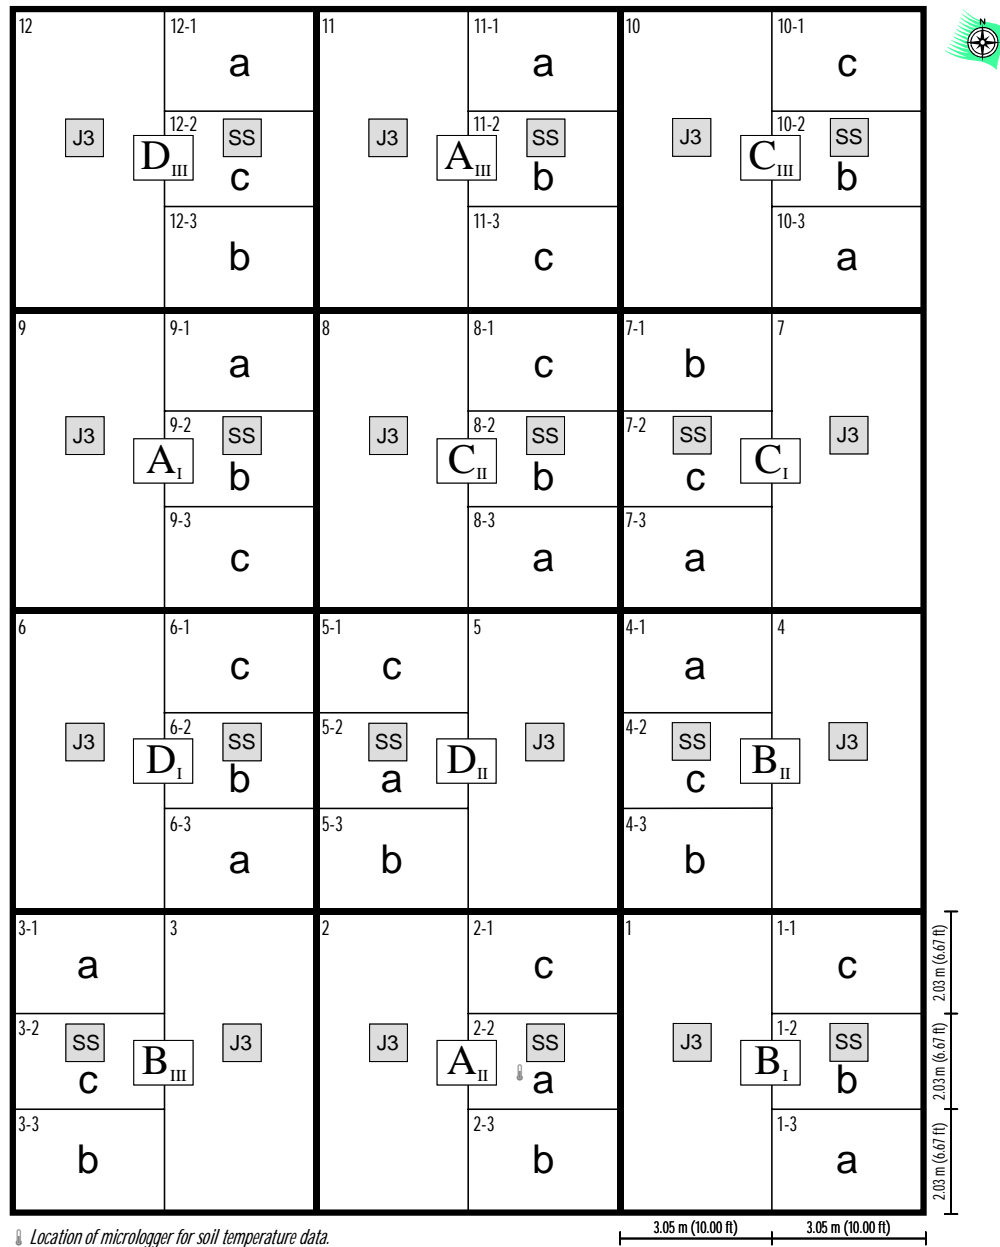 N
12
12-1
a
J3
D III
12-2
SS
c
12-3
b
11
11-1
a
J3
A III
11-2
SS
b
11-3
c
10
10-1
c
J3
C III
10-2
SS
b
10-3
a
9
9-1
a
J3
A I
9-2
SS
b
9-3
c
8
8-1
c
J3
C II
8-2
SS
b
8-3
a
7-1
b
7
7-2
SS
c
C I
J3
7-3
a
6
6-1
c
J3
D I
6-2
SS
b
6-3
a
5-1
c
5
5-2
SS
a
D II
J3
5-3
b
4-1
a
4
4-2
SS
c
B II
J3
4-3
b
3-1
a
3
3-2
SS
c
B III
J3
3-3
b
2
2-1
c
J3
A II
2-2
SS
a
2-3
b
1
1-1
c
J3
B I
1-2
SS
b
1-3
a
2.03 m (6.67 ft)
2.03 m (6.67 ft)
2.03 m (6.67 ft)
3.05 m (10.00 ft)
3.05 m (10.00 ft)
Location of micrologger for soil temperature data.